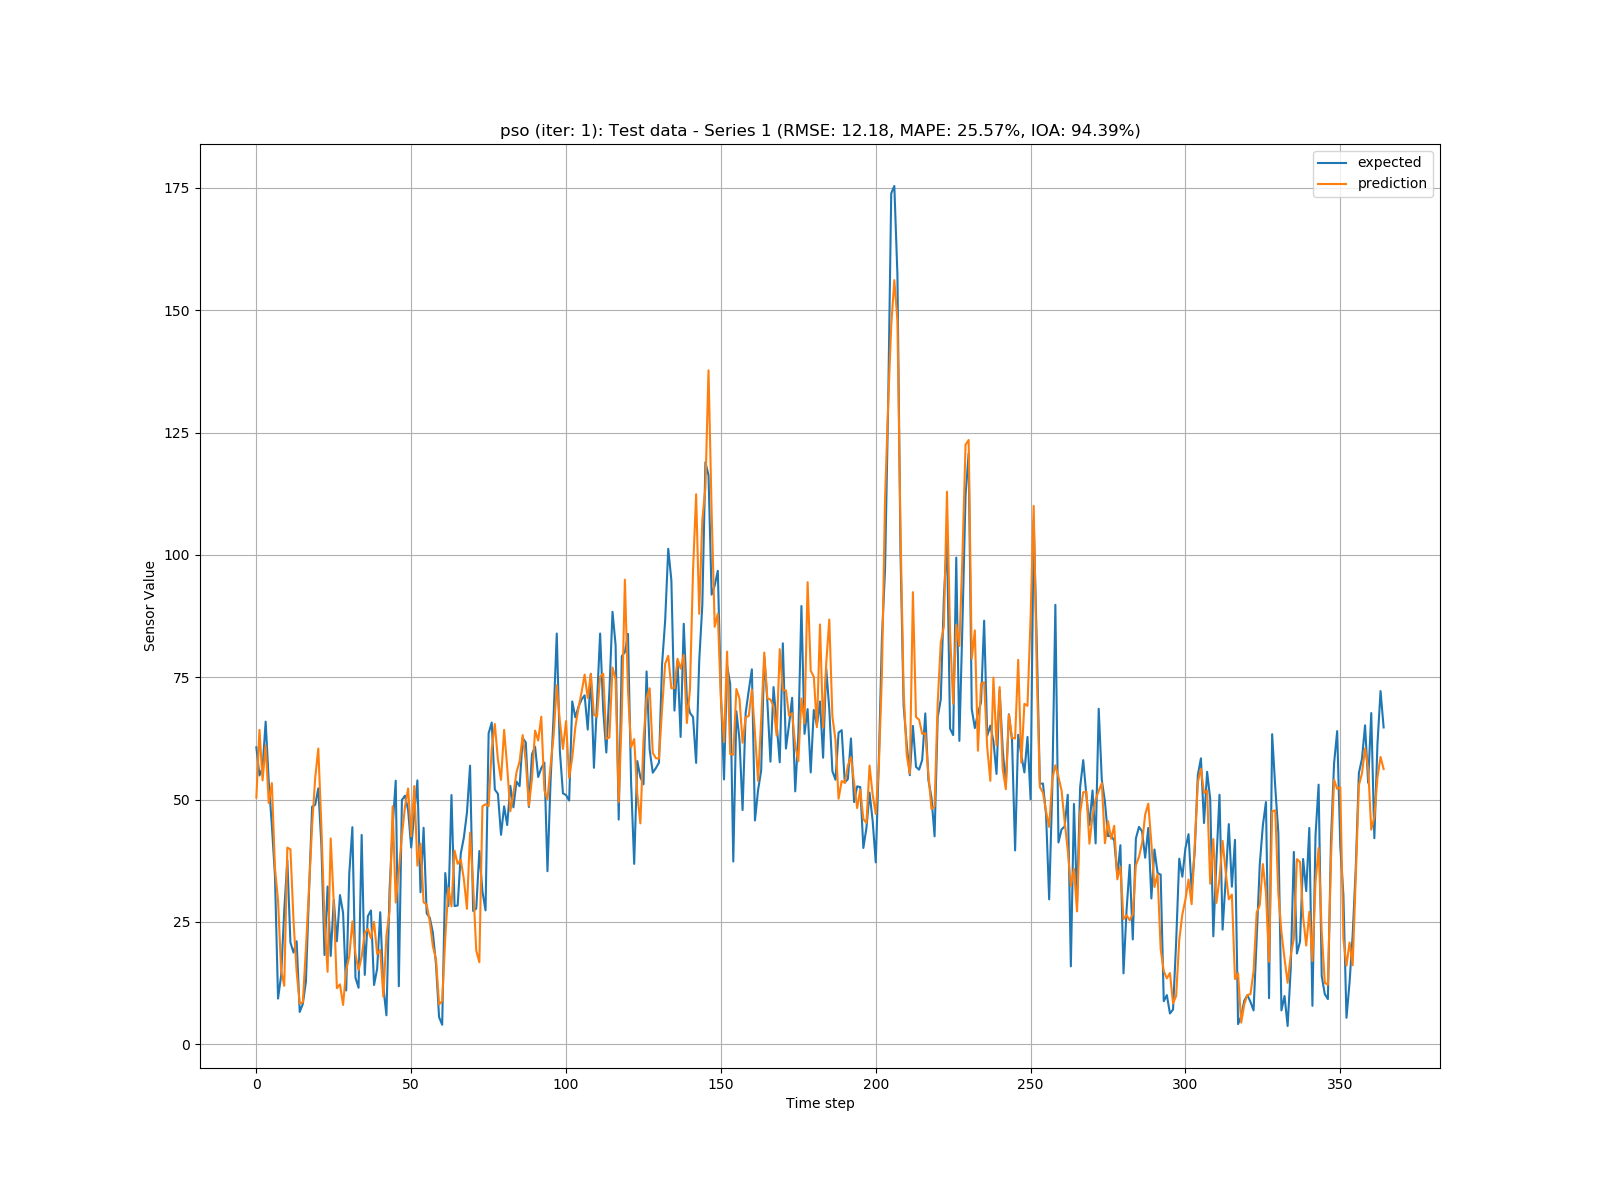 pso (iter: 1): Test data - Series 1 (RMSE: 12.18, MAPE: 25.57%, IOA: 94.39%)
expected
prediction
175
150
125
100
75
50
25
0
Sensor Value
0 50 100 150 200 250 300 350
Time step